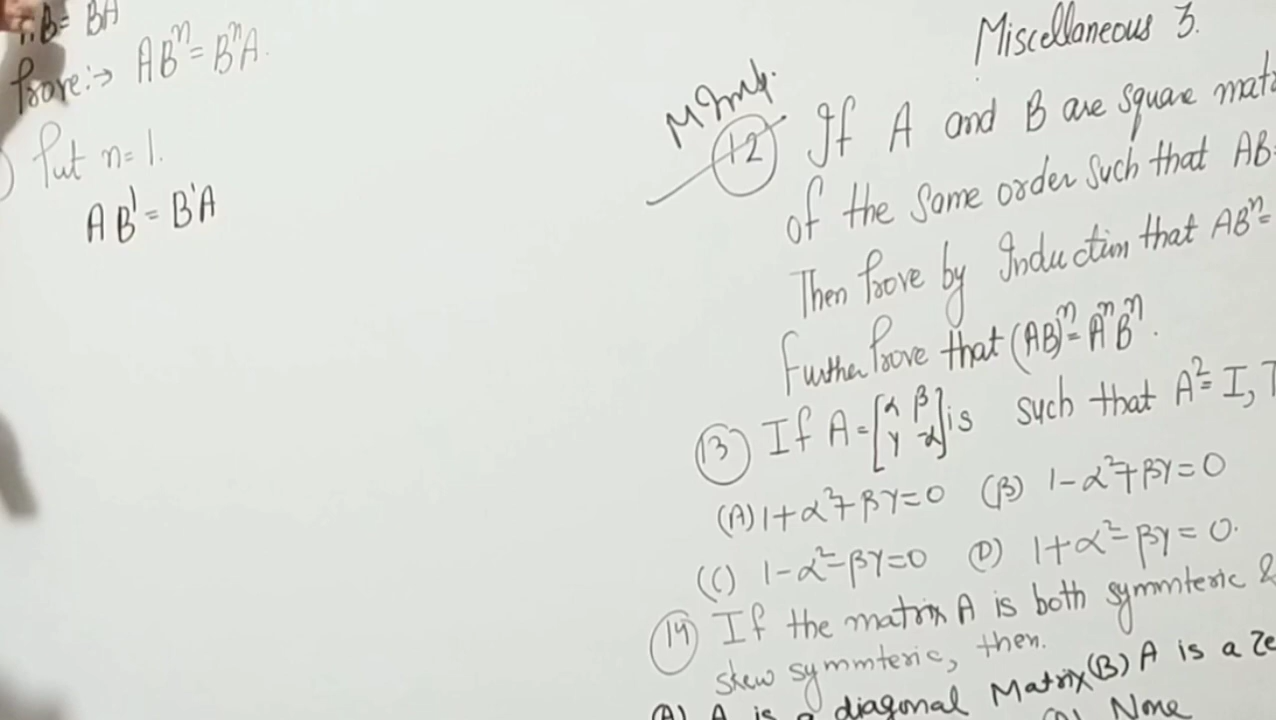 AB = BA
Prove:→ ABⁿ = BⁿA.
Put n = 1.
AB¹ = B¹A
Miscellaneous 3.
M Imp.
12 If A and B are square mat
of the same order such that AB=
Then Prove by Induction that ABⁿ=
Further Prove that (AB)ⁿ = AⁿBⁿ.
13 If A = [α β
γ -α] is such that A² = I, T
(A) 1+α²+βγ=0 (B) 1-α²+βγ=0
(C) 1-α²-βγ=0 (D) 1+α²-βγ=0.
14 If the matrix A is both symmteric &
skew symmteric, then.
(A) A is a diagonal Matrix (B) A is a Ze
(D) None